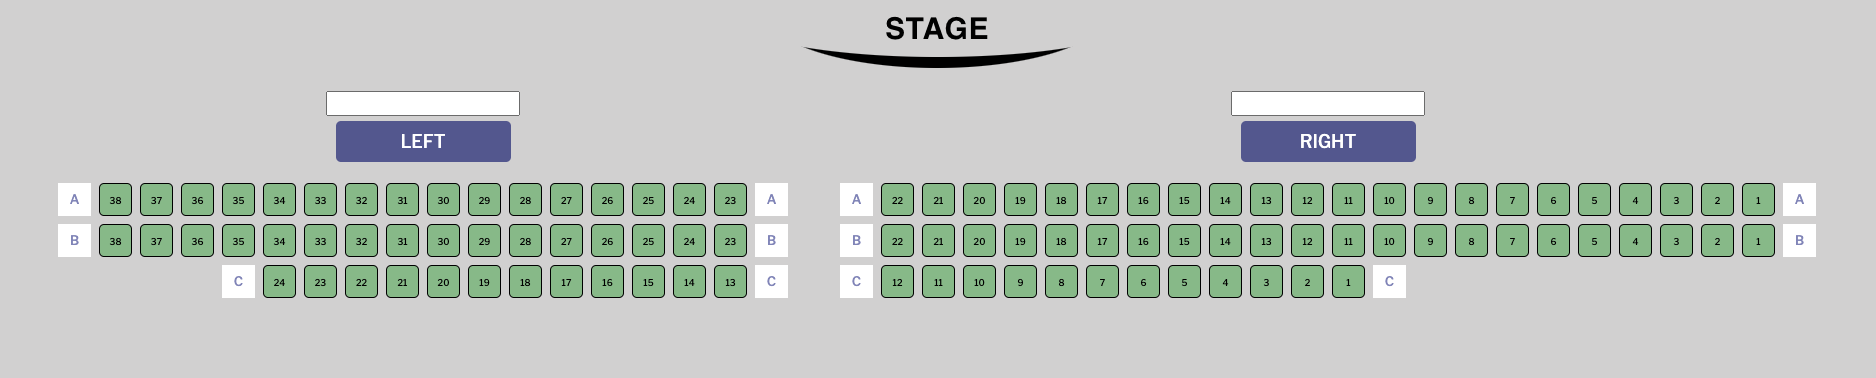 STAGE
LEFT RIGHT
A 38 37 36 35 34 33 32 31 30 29 28 27 26 25 24 23 A A 22 21 20 19 18 17 16 15 14 13 12 11 10 9 8 7 6 5 4 3 2 1 A
B 38 37 36 35 34 33 32 31 30 29 28 27 26 25 24 23 B B 22 21 20 19 18 17 16 15 14 13 12 11 10 9 8 7 6 5 4 3 2 1 B
C 24 23 22 21 20 19 18 17 16 15 14 13 C C 12 11 10 9 8 7 6 5 4 3 2 1 C